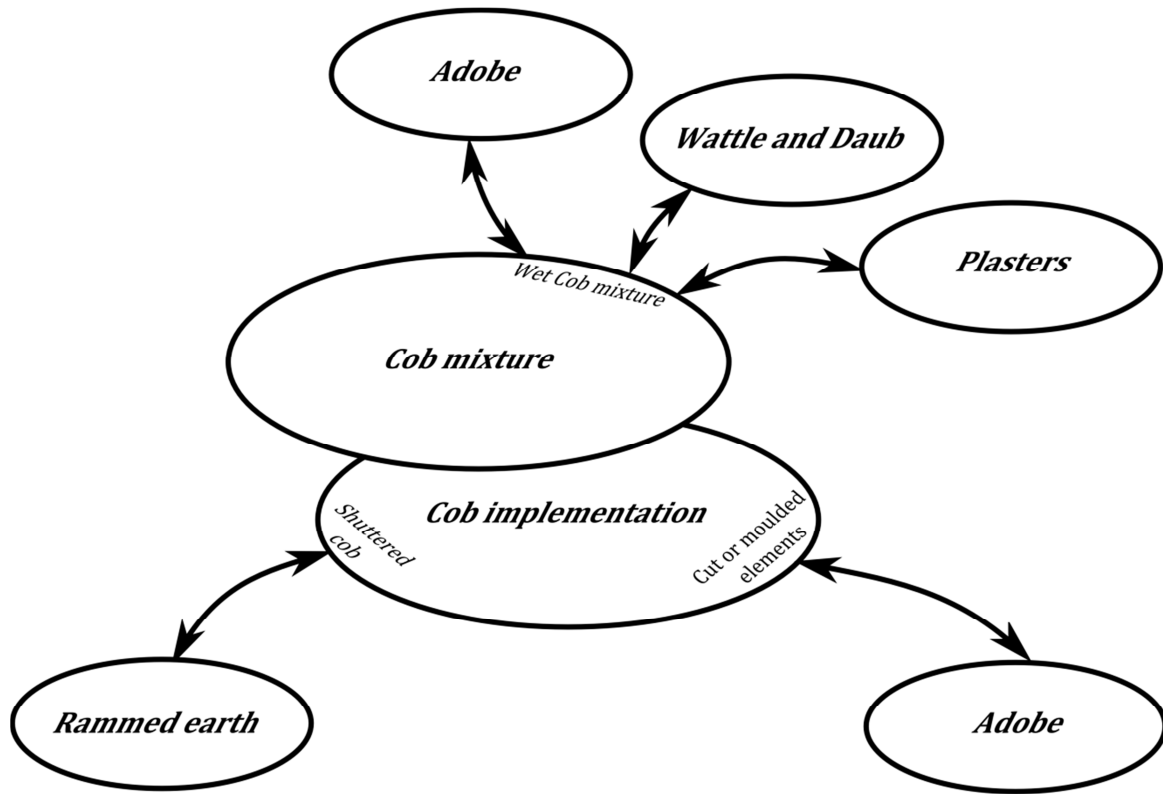 Adobe
Wattle and Daub
Plasters
Wet Cob mixture
Cob mixture
Cob implementation
Shuttered
cob
Cut or moulded
elements
Rammed earth
Adobe